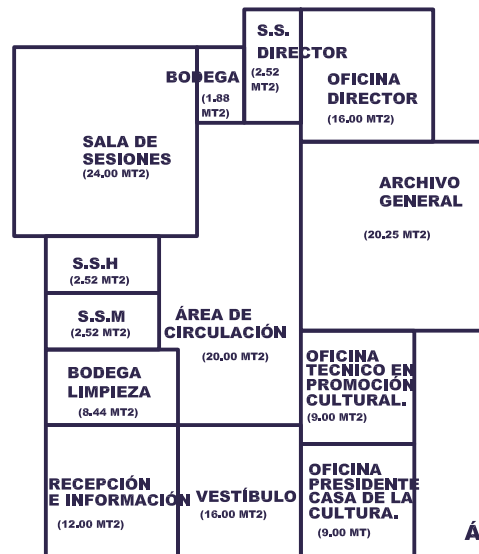 S.S.
DIRECTOR
(2.52
MT2)
BODEGA
(1.88
MT2)
OFICINA
DIRECTOR
(16.00 MT2)
SALA DE
SESIONES
(24.00 MT2)
ARCHIVO
GENERAL
(20.25 MT2)
S.S.H
(2.52 MT2)
S.S.M
(2.52 MT2)
ÁREA DE
CIRCULACIÓN
(20.00 MT2)
BODEGA
LIMPIEZA
(8.44 MT2)
OFICINA
TECNICO EN
PROMOCIÓN
CULTURAL.
(9.00 MT2)
RECEPCIÓN
E INFORMACIÓN
(12.00 MT2)
VESTÍBULO
(16.00 MT2)
OFICINA
PRESIDENTE
CASA DE LA
CULTURA.
(9.00 MT)
Á